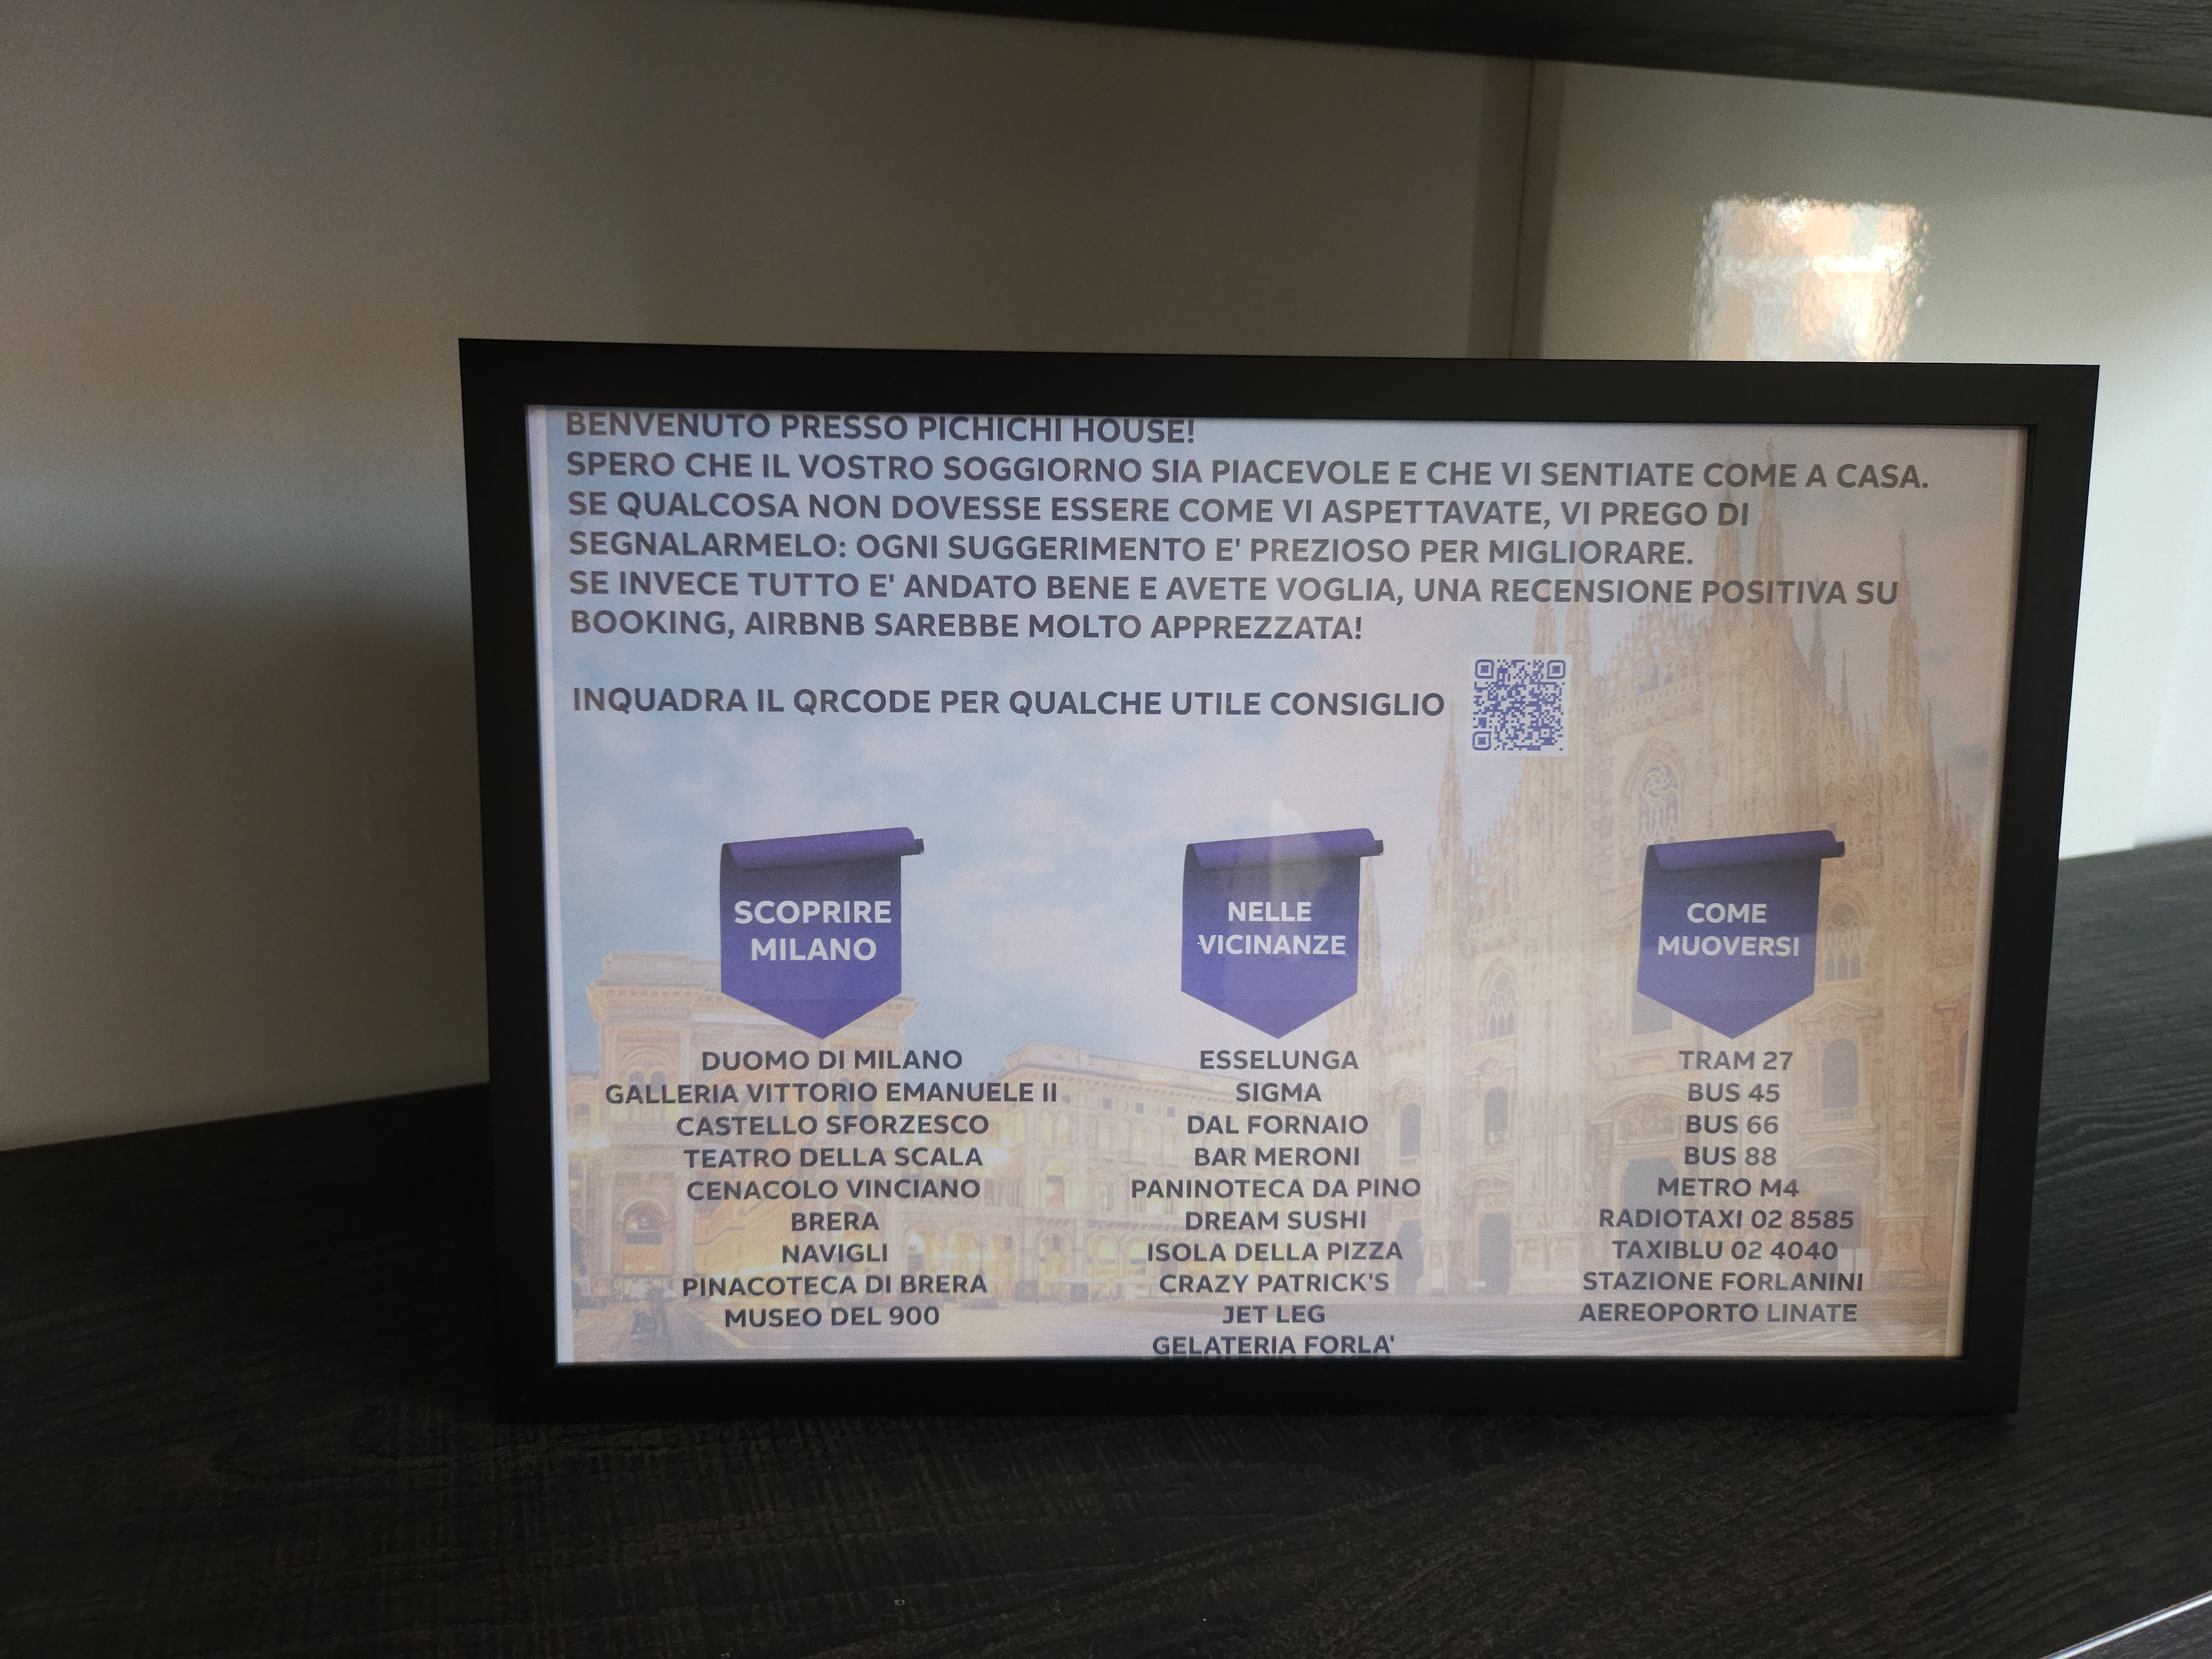 BENVENUTO PRESSO PICHICHI HOUSE!
SPERO CHE IL VOSTRO SOGGIORNO SIA PIACEVOLE E CHE VI SENTIATE COME A CASA.
SE QUALCOSA NON DOVESSE ESSERE COME VI ASPETTAVATE, VI PREGO DI
SEGNALARMELO: OGNI SUGGERIMENTO E' PREZIOSO PER MIGLIORARE.
SE INVECE TUTTO E' ANDATO BENE E AVETE VOGLIA, UNA RECENSIONE POSITIVA SU
BOOKING, AIRBNB SAREBBE MOLTO APPREZZATA!
INQUADRA IL QRCODE PER QUALCHE UTILE CONSIGLIO
SCOPRIRE
MILANO
DUOMO DI MILANO
GALLERIA VITTORIO EMANUELE II
CASTELLO SFORZESCO
TEATRO DELLA SCALA
CENACOLO VINCIANO
BRERA
NAVIGLI
PINACOTECA DI BRERA
MUSEO DEL 900
NELLE
VICINANZE
ESSELUNGA
SIGMA
DAL FORNAIO
BAR MERONI
PANINOTECA DA PINO
DREAM SUSHI
ISOLA DELLA PIZZA
CRAZY PATRICK'S
JET LEG
GELATERIA FORLA'
COME
MUOVERSI
TRAM 27
BUS 45
BUS 66
BUS 88
METRO M4
RADIOTAXI 02 8585
TAXIBLU 02 4040
STAZIONE FORLANINI
AEREOPORTO LINATE